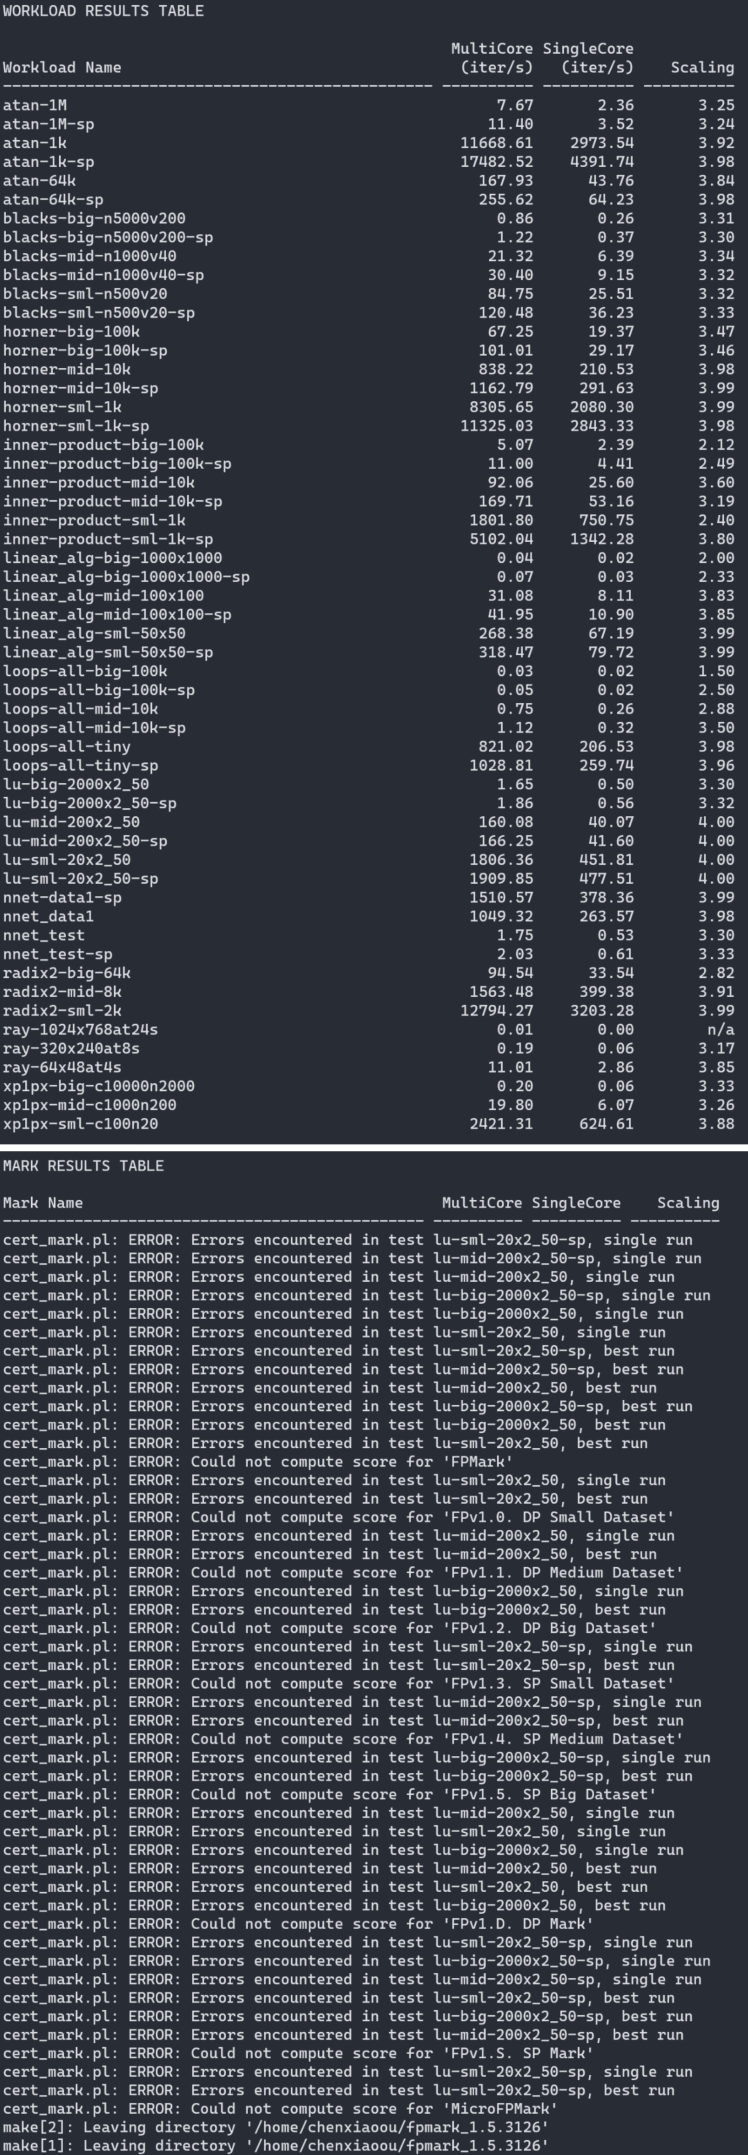 WORKLOAD RESULTS TABLE
MultiCore SingleCore
Workload Name (iter/s) (iter/s) Scaling
----------------------------------------------- ---------- ---------- ----------
atan-1M 7.67 2.36 3.25
atan-1M-sp 11.40 3.52 3.24
atan-1k 11668.61 2973.54 3.92
atan-1k-sp 17482.52 4391.74 3.98
atan-64k 167.93 43.76 3.84
atan-64k-sp 255.62 64.23 3.98
blacks-big-n5000v200 0.86 0.26 3.31
blacks-big-n5000v200-sp 1.22 0.37 3.30
blacks-mid-n1000v40 21.32 6.39 3.34
blacks-mid-n1000v40-sp 30.40 9.15 3.32
blacks-sml-n500v20 84.75 25.51 3.32
blacks-sml-n500v20-sp 120.48 36.23 3.33
horner-big-100k 67.25 19.37 3.47
horner-big-100k-sp 101.01 29.17 3.46
horner-mid-10k 838.22 210.53 3.98
horner-mid-10k-sp 1162.79 291.63 3.99
horner-sml-1k 8305.65 2080.30 3.99
horner-sml-1k-sp 11325.03 2843.33 3.98
inner-product-big-100k 5.07 2.39 2.12
inner-product-big-100k-sp 11.00 4.41 2.49
inner-product-mid-10k 92.06 25.60 3.60
inner-product-mid-10k-sp 169.71 53.16 3.19
inner-product-sml-1k 1801.80 750.75 2.40
inner-product-sml-1k-sp 5102.04 1342.28 3.80
linear_alg-big-1000x1000 0.04 0.02 2.00
linear_alg-big-1000x1000-sp 0.07 0.03 2.33
linear_alg-mid-100x100 31.08 8.11 3.83
linear_alg-mid-100x100-sp 41.95 10.90 3.85
linear_alg-sml-50x50 268.38 67.19 3.99
linear_alg-sml-50x50-sp 318.47 79.72 3.99
loops-all-big-100k 0.03 0.02 1.50
loops-all-big-100k-sp 0.05 0.02 2.50
loops-all-mid-10k 0.75 0.26 2.88
loops-all-mid-10k-sp 1.12 0.32 3.50
loops-all-tiny 821.02 206.53 3.98
loops-all-tiny-sp 1028.81 259.74 3.96
lu-big-2000x2_50 1.65 0.50 3.30
lu-big-2000x2_50-sp 1.86 0.56 3.32
lu-mid-200x2_50 160.08 40.07 4.00
lu-mid-200x2_50-sp 166.25 41.60 4.00
lu-sml-20x2_50 1806.36 451.81 4.00
lu-sml-20x2_50-sp 1909.85 477.51 4.00
nnet-data1-sp 1510.57 378.36 3.99
nnet_data1 1049.32 263.57 3.98
nnet_test 1.75 0.53 3.30
nnet_test-sp 2.03 0.61 3.33
radix2-big-64k 94.54 33.54 2.82
radix2-mid-8k 1563.48 399.38 3.91
radix2-sml-2k 12794.27 3203.28 3.99
ray-1024x768at24s 0.01 0.00 n/a
ray-320x240at8s 0.19 0.06 3.17
ray-64x48at4s 11.01 2.86 3.85
xp1px-big-c10000n2000 0.20 0.06 3.33
xp1px-mid-c1000n200 19.80 6.07 3.26
xp1px-sml-c100n20 2421.31 624.61 3.88
MARK RESULTS TABLE
Mark Name MultiCore SingleCore Scaling
----------------------------------------------- ---------- ---------- ----------
cert_mark.pl: ERROR: Errors encountered in test lu-sml-20x2_50-sp, single run
cert_mark.pl: ERROR: Errors encountered in test lu-mid-200x2_50-sp, single run
cert_mark.pl: ERROR: Errors encountered in test lu-mid-200x2_50, single run
cert_mark.pl: ERROR: Errors encountered in test lu-big-2000x2_50-sp, single run
cert_mark.pl: ERROR: Errors encountered in test lu-big-2000x2_50, single run
cert_mark.pl: ERROR: Errors encountered in test lu-sml-20x2_50, single run
cert_mark.pl: ERROR: Errors encountered in test lu-sml-20x2_50-sp, best run
cert_mark.pl: ERROR: Errors encountered in test lu-mid-200x2_50-sp, best run
cert_mark.pl: ERROR: Errors encountered in test lu-mid-200x2_50, best run
cert_mark.pl: ERROR: Errors encountered in test lu-big-2000x2_50-sp, best run
cert_mark.pl: ERROR: Errors encountered in test lu-big-2000x2_50, best run
cert_mark.pl: ERROR: Errors encountered in test lu-sml-20x2_50, best run
cert_mark.pl: ERROR: Could not compute score for 'FPMark'
cert_mark.pl: ERROR: Errors encountered in test lu-sml-20x2_50, single run
cert_mark.pl: ERROR: Errors encountered in test lu-sml-20x2_50, best run
cert_mark.pl: ERROR: Could not compute score for 'FPv1.0. DP Small Dataset'
cert_mark.pl: ERROR: Errors encountered in test lu-mid-200x2_50, single run
cert_mark.pl: ERROR: Errors encountered in test lu-mid-200x2_50, best run
cert_mark.pl: ERROR: Could not compute score for 'FPv1.1. DP Medium Dataset'
cert_mark.pl: ERROR: Errors encountered in test lu-big-2000x2_50, single run
cert_mark.pl: ERROR: Errors encountered in test lu-big-2000x2_50, best run
cert_mark.pl: ERROR: Could not compute score for 'FPv1.2. DP Big Dataset'
cert_mark.pl: ERROR: Errors encountered in test lu-sml-20x2_50-sp, single run
cert_mark.pl: ERROR: Errors encountered in test lu-sml-20x2_50-sp, best run
cert_mark.pl: ERROR: Could not compute score for 'FPv1.3. SP Small Dataset'
cert_mark.pl: ERROR: Errors encountered in test lu-mid-200x2_50-sp, single run
cert_mark.pl: ERROR: Errors encountered in test lu-mid-200x2_50-sp, best run
cert_mark.pl: ERROR: Could not compute score for 'FPv1.4. SP Medium Dataset'
cert_mark.pl: ERROR: Errors encountered in test lu-big-2000x2_50-sp, single run
cert_mark.pl: ERROR: Errors encountered in test lu-big-2000x2_50-sp, best run
cert_mark.pl: ERROR: Could not compute score for 'FPv1.5. SP Big Dataset'
cert_mark.pl: ERROR: Errors encountered in test lu-mid-200x2_50, single run
cert_mark.pl: ERROR: Errors encountered in test lu-sml-20x2_50, single run
cert_mark.pl: ERROR: Errors encountered in test lu-big-2000x2_50, single run
cert_mark.pl: ERROR: Errors encountered in test lu-mid-200x2_50, best run
cert_mark.pl: ERROR: Errors encountered in test lu-sml-20x2_50, best run
cert_mark.pl: ERROR: Errors encountered in test lu-big-2000x2_50, best run
cert_mark.pl: ERROR: Could not compute score for 'FPv1.D. DP Mark'
cert_mark.pl: ERROR: Errors encountered in test lu-sml-20x2_50-sp, single run
cert_mark.pl: ERROR: Errors encountered in test lu-big-2000x2_50-sp, single run
cert_mark.pl: ERROR: Errors encountered in test lu-mid-200x2_50-sp, single run
cert_mark.pl: ERROR: Errors encountered in test lu-sml-20x2_50-sp, best run
cert_mark.pl: ERROR: Errors encountered in test lu-big-2000x2_50-sp, best run
cert_mark.pl: ERROR: Errors encountered in test lu-mid-200x2_50-sp, best run
cert_mark.pl: ERROR: Could not compute score for 'FPv1.S. SP Mark'
cert_mark.pl: ERROR: Errors encountered in test lu-sml-20x2_50-sp, single run
cert_mark.pl: ERROR: Errors encountered in test lu-sml-20x2_50-sp, best run
cert_mark.pl: ERROR: Could not compute score for 'MicroFPMark'
make[2]: Leaving directory '/home/chenxiaoou/fpmark_1.5.3126'
make[1]: Leaving directory '/home/chenxiaoou/fpmark_1.5.3126'